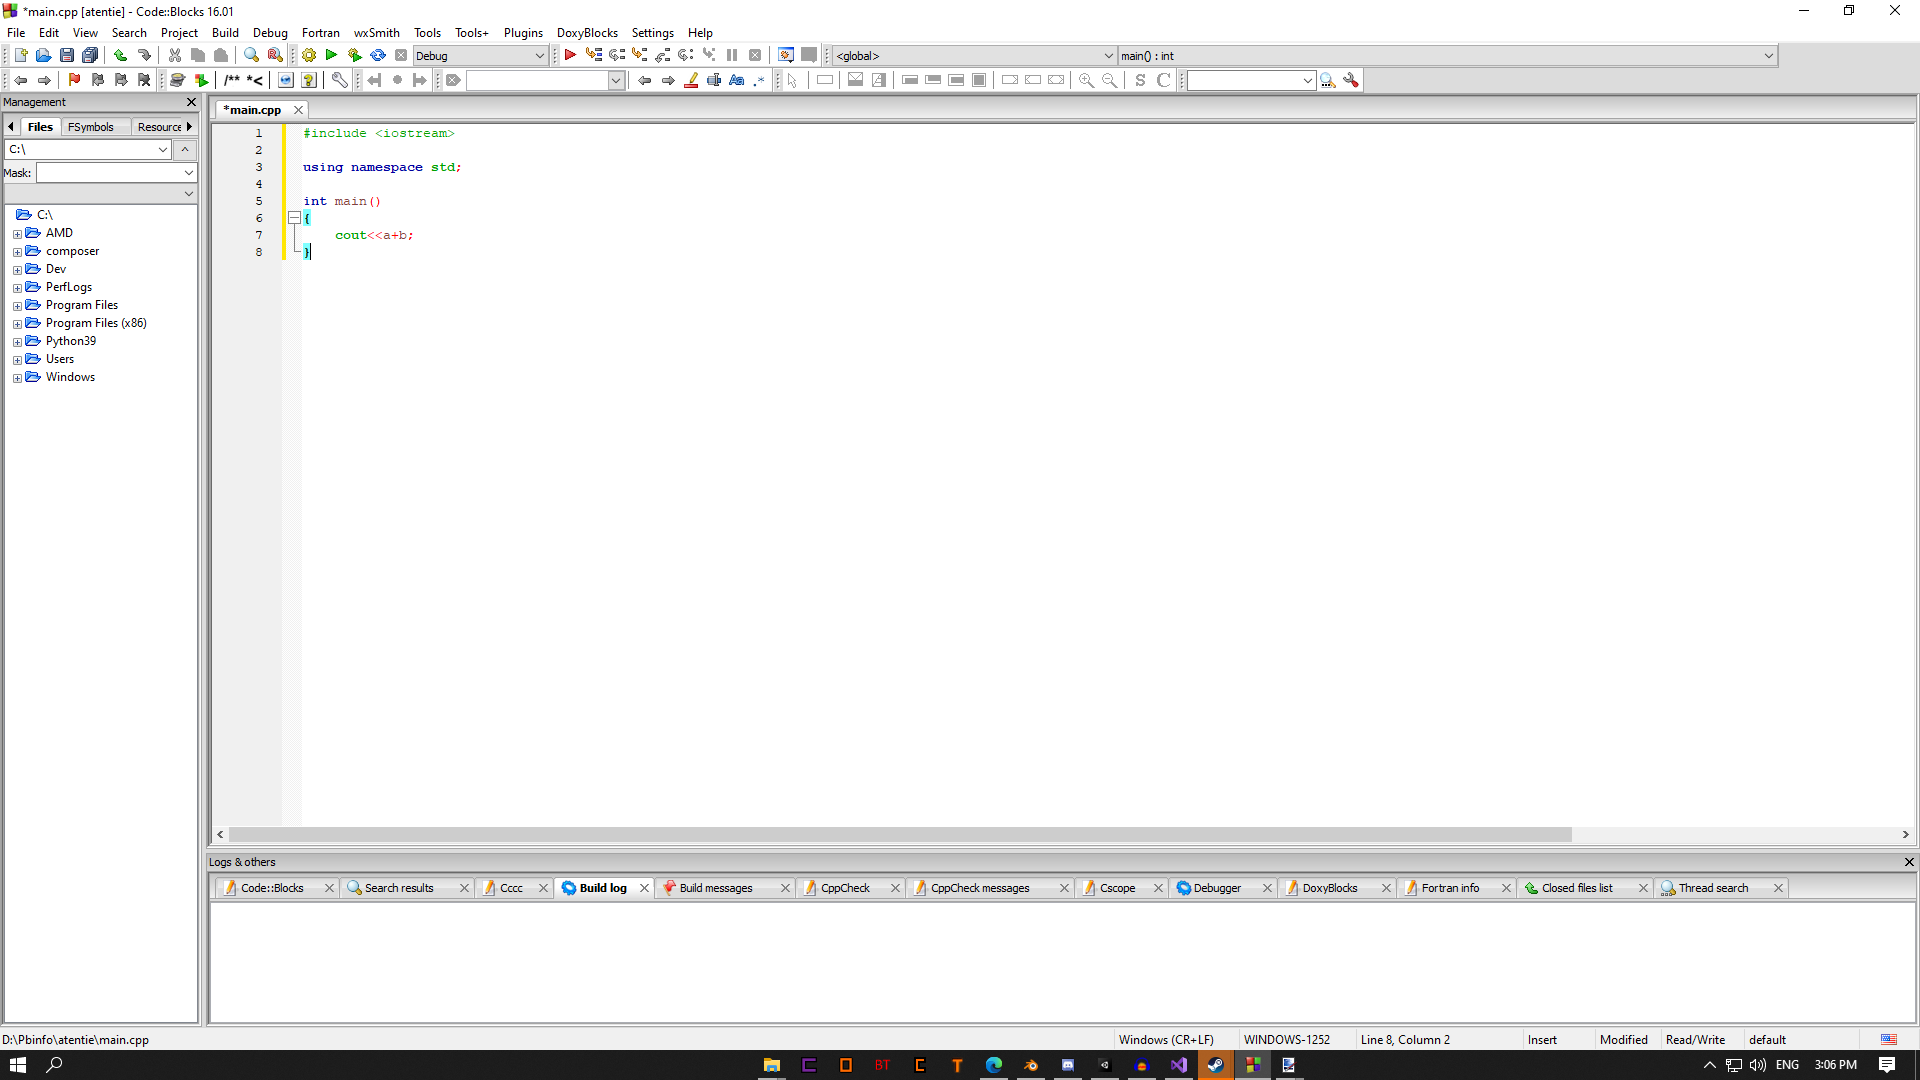 *main.cpp [atentie] - Code::Blocks 16.01
File Edit View Search Project Build Debug Fortran wxSmith Tools Tools+ Plugins DoxyBlocks Settings Help
Debug <global> main() : int
/** *< Aa .* S C
Management
Files FSymbols Resource
C:\
Mask:
C:\
AMD
composer
Dev
PerfLogs
Program Files
Program Files (x86)
Python39
Users
Windows
*main.cpp
1 #include <iostream>
2
3 using namespace std;
4
5 int main()
6 {
7 cout<<a+b;
8 }
Logs & others
Code::Blocks Search results Cccc Build log Build messages CppCheck CppCheck messages Cscope Debugger DoxyBlocks Fortran info Closed files list Thread search
D:\Pbinfo\atentie\main.cpp Windows (CR+LF) WINDOWS-1252 Line 8, Column 2 Insert Modified Read/Write default
BT T ENG 3:06 PM